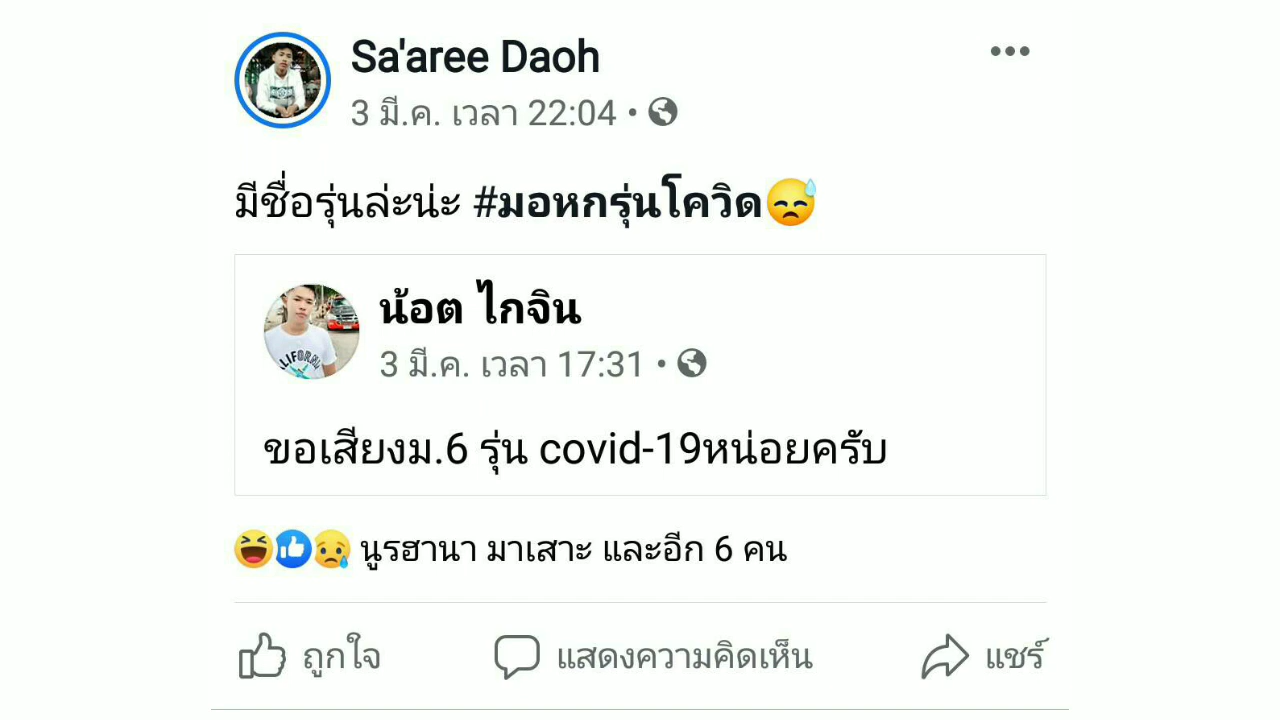 Sa'aree Daoh
3 มี.ค. เวลา 22:04 •
มีชื่อรุ่นล่ะน่ะ #มอหกรุ่นโควิด😓
น้อต ไกจิน
3 มี.ค. เวลา 17:31 •
ขอเสียงม.6 รุ่น covid-19หน่อยครับ
นูรฮานา มาเสาะ และอีก 6 คน
ถูกใจ แสดงความคิดเห็น แชร์